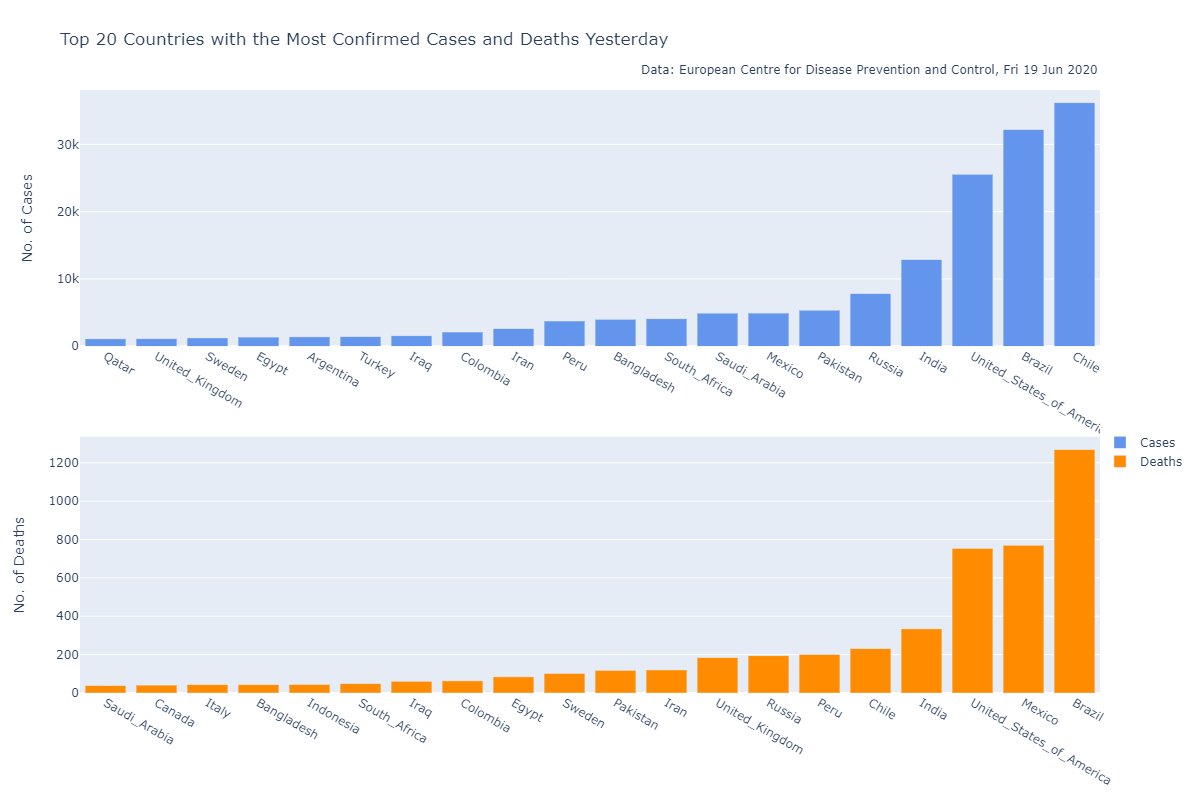 Top 20 Countries with the Most Confirmed Cases and Deaths Yesterday
Data: European Centre for Disease Prevention and Control, Fri 19 Jun 2020
No. of Cases
30k
20k
10k
0
Qatar
United_Kingdom
Sweden
Egypt
Argentina
Turkey
Iraq
Colombia
Iran
Peru
Bangladesh
South_Africa
Saudi_Arabia
Mexico
Pakistan
Russia
India
United_States_of_Americ
Brazil
Chile
Cases
Deaths
No. of Deaths
1200
1000
800
600
400
200
0
Saudi_Arabia
Canada
Italy
Bangladesh
Indonesia
South_Africa
Iraq
Colombia
Egypt
Sweden
Pakistan
Iran
United_Kingdom
Russia
Peru
Chile
India
United_States_of_America
Mexico
Brazil